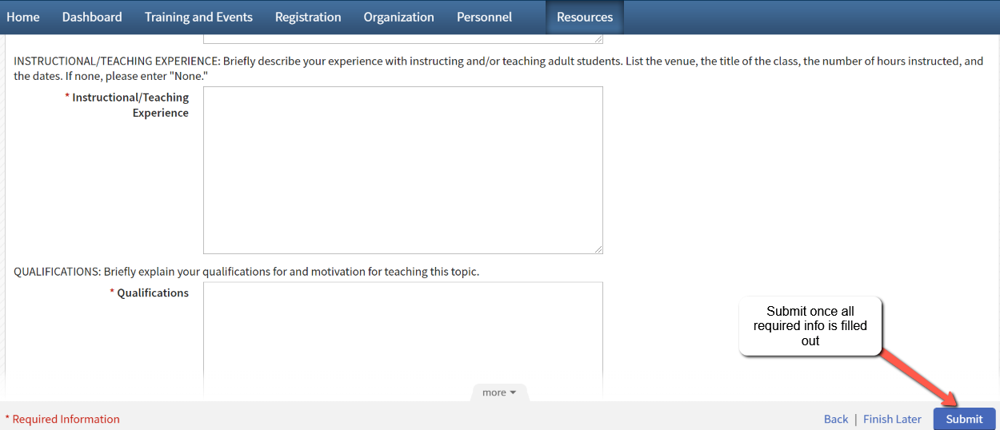 Home Dashboard Training and Events Registration Organization Personnel Resources
INSTRUCTIONAL/TEACHING EXPERIENCE: Briefly describe your experience with instructing and/or teaching adult students. List the venue, the title of the class, the number of hours instructed, and
the dates. If none, please enter "None."
* Instructional/Teaching
Experience
QUALIFICATIONS: Briefly explain your qualifications for and motivation for teaching this topic.
* Qualifications
Submit once all
required info is filled
out
more
* Required Information
Back | Finish Later Submit